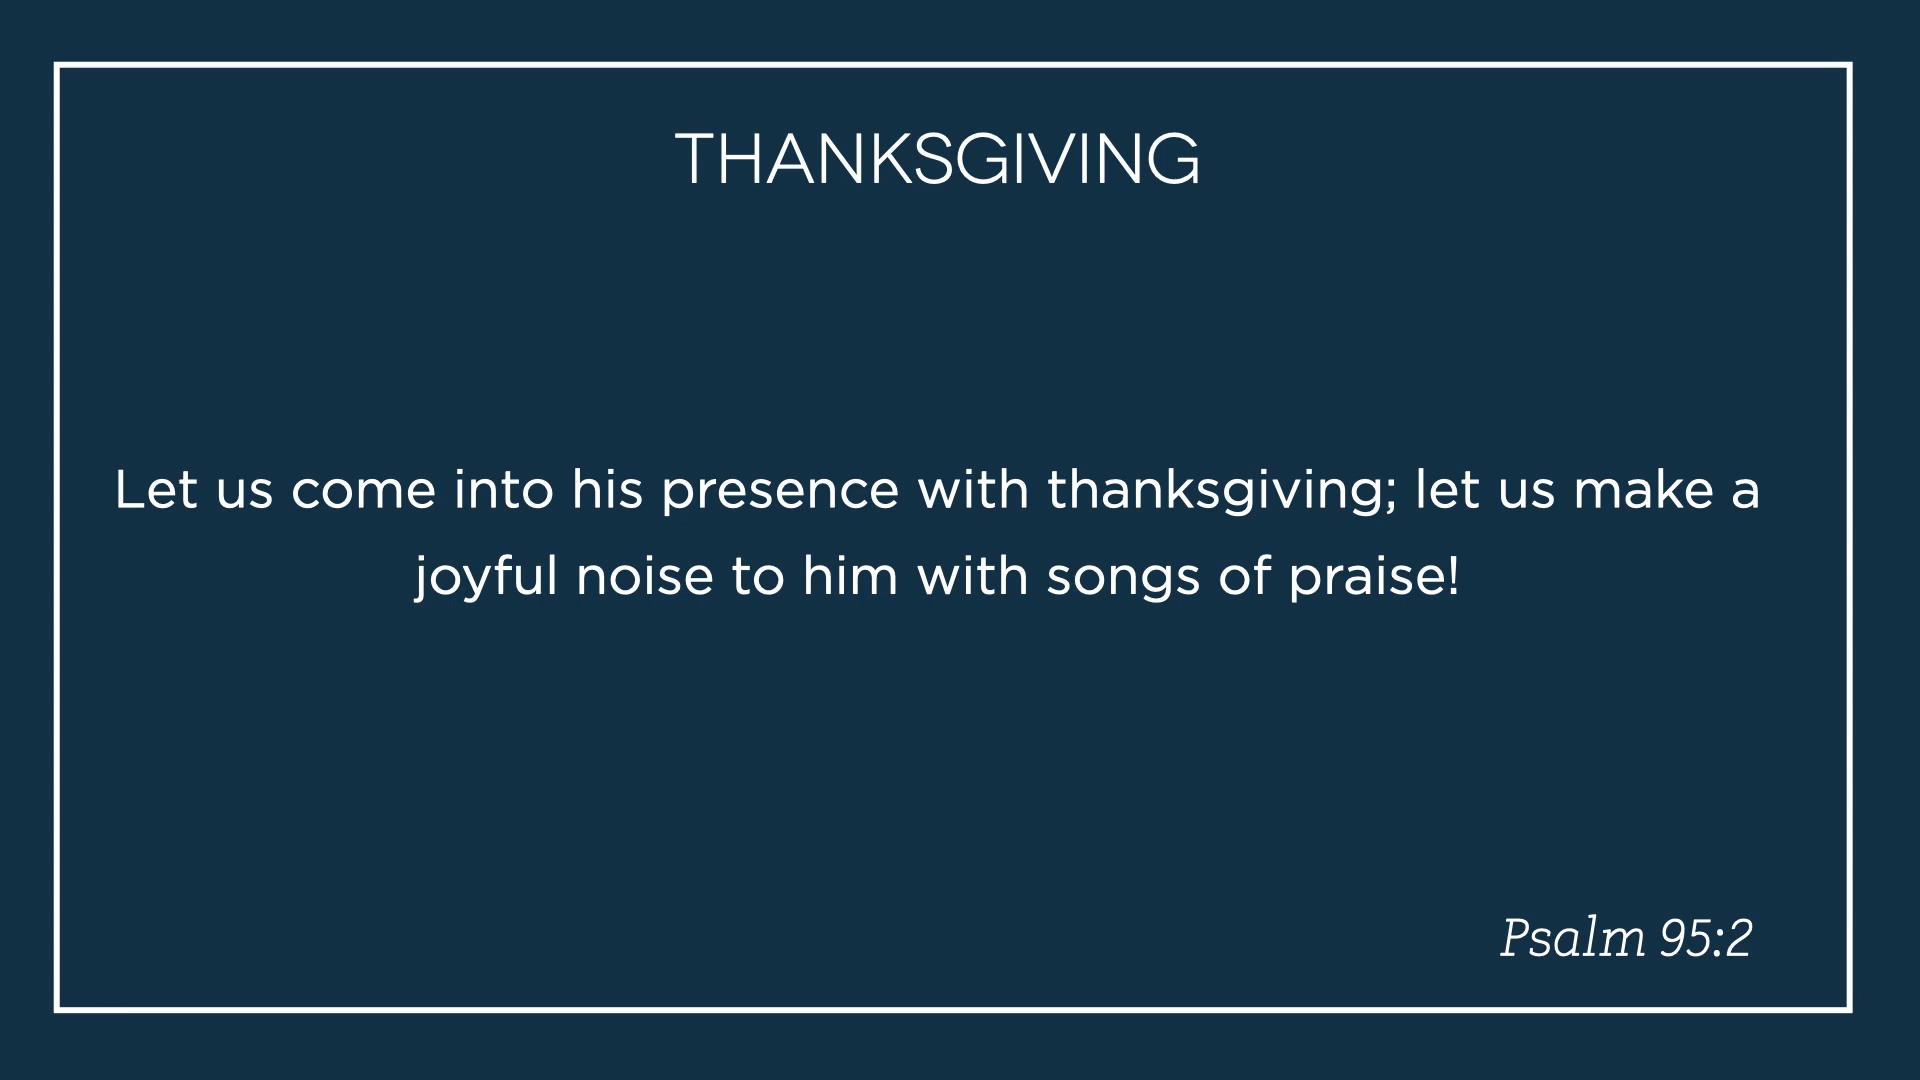 THANKSGIVING
Let us come into his presence with thanksgiving; let us make a
joyful noise to him with songs of praise!
Psalm 95:2